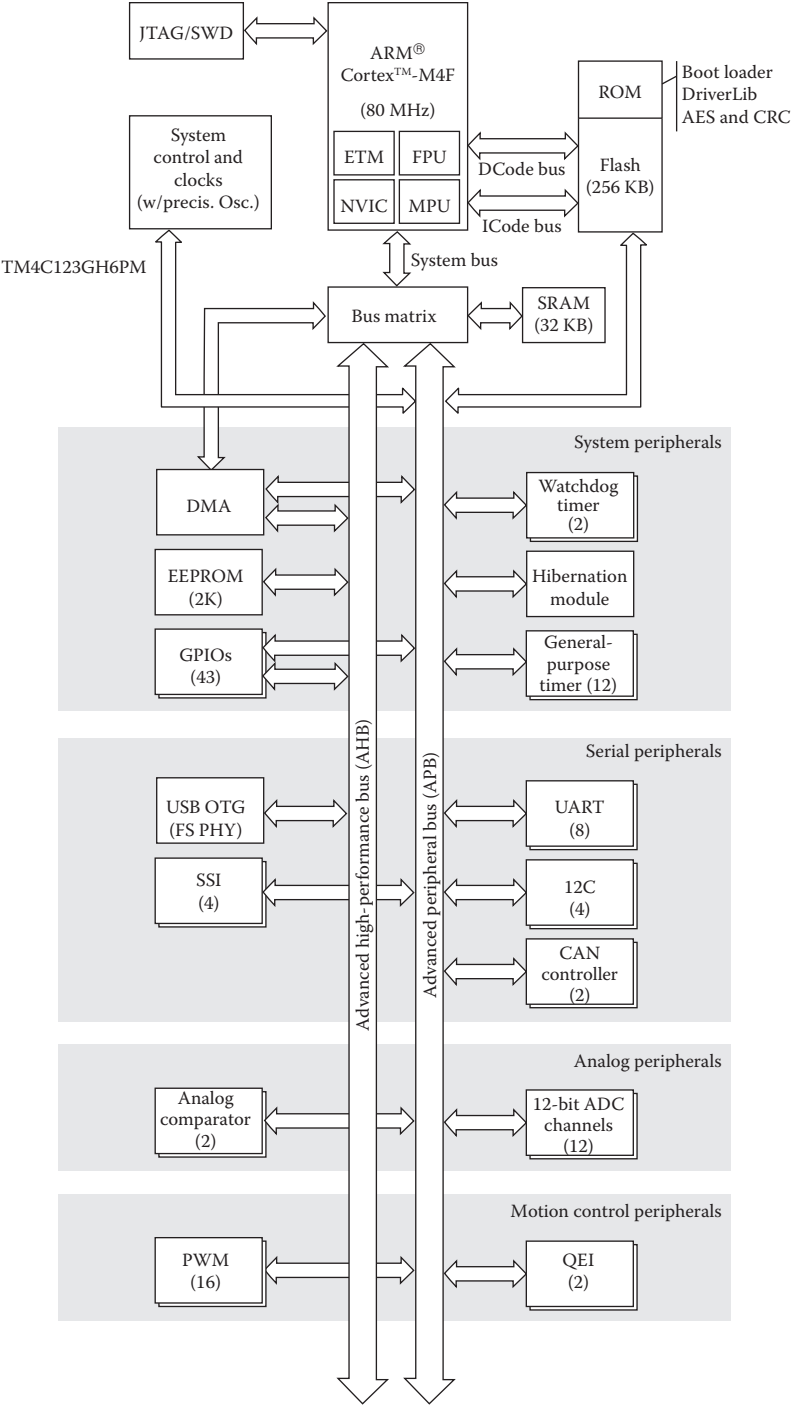 JTAG/SWD
ARM®
Cortex™-M4F
(80 MHz)
ETM
FPU
NVIC
MPU
ROM
Boot loader
DriverLib
AES and CRC
Flash
(256 KB)
DCode bus
ICode bus
System
control and
clocks
(w/precis. Osc.)
TM4C123GH6PM
System bus
Bus matrix
SRAM
(32 KB)
System peripherals
DMA
Watchdog
timer
(2)
EEPROM
(2K)
Hibernation
module
GPIOs
(43)
General-
purpose
timer (12)
Advanced high-performance bus (AHB)
Advanced peripheral bus (APB)
Serial peripherals
USB OTG
(FS PHY)
UART
(8)
SSI
(4)
12C
(4)
CAN
controller
(2)
Analog peripherals
Analog
comparator
(2)
12-bit ADC
channels
(12)
Motion control peripherals
PWM
(16)
QEI
(2)